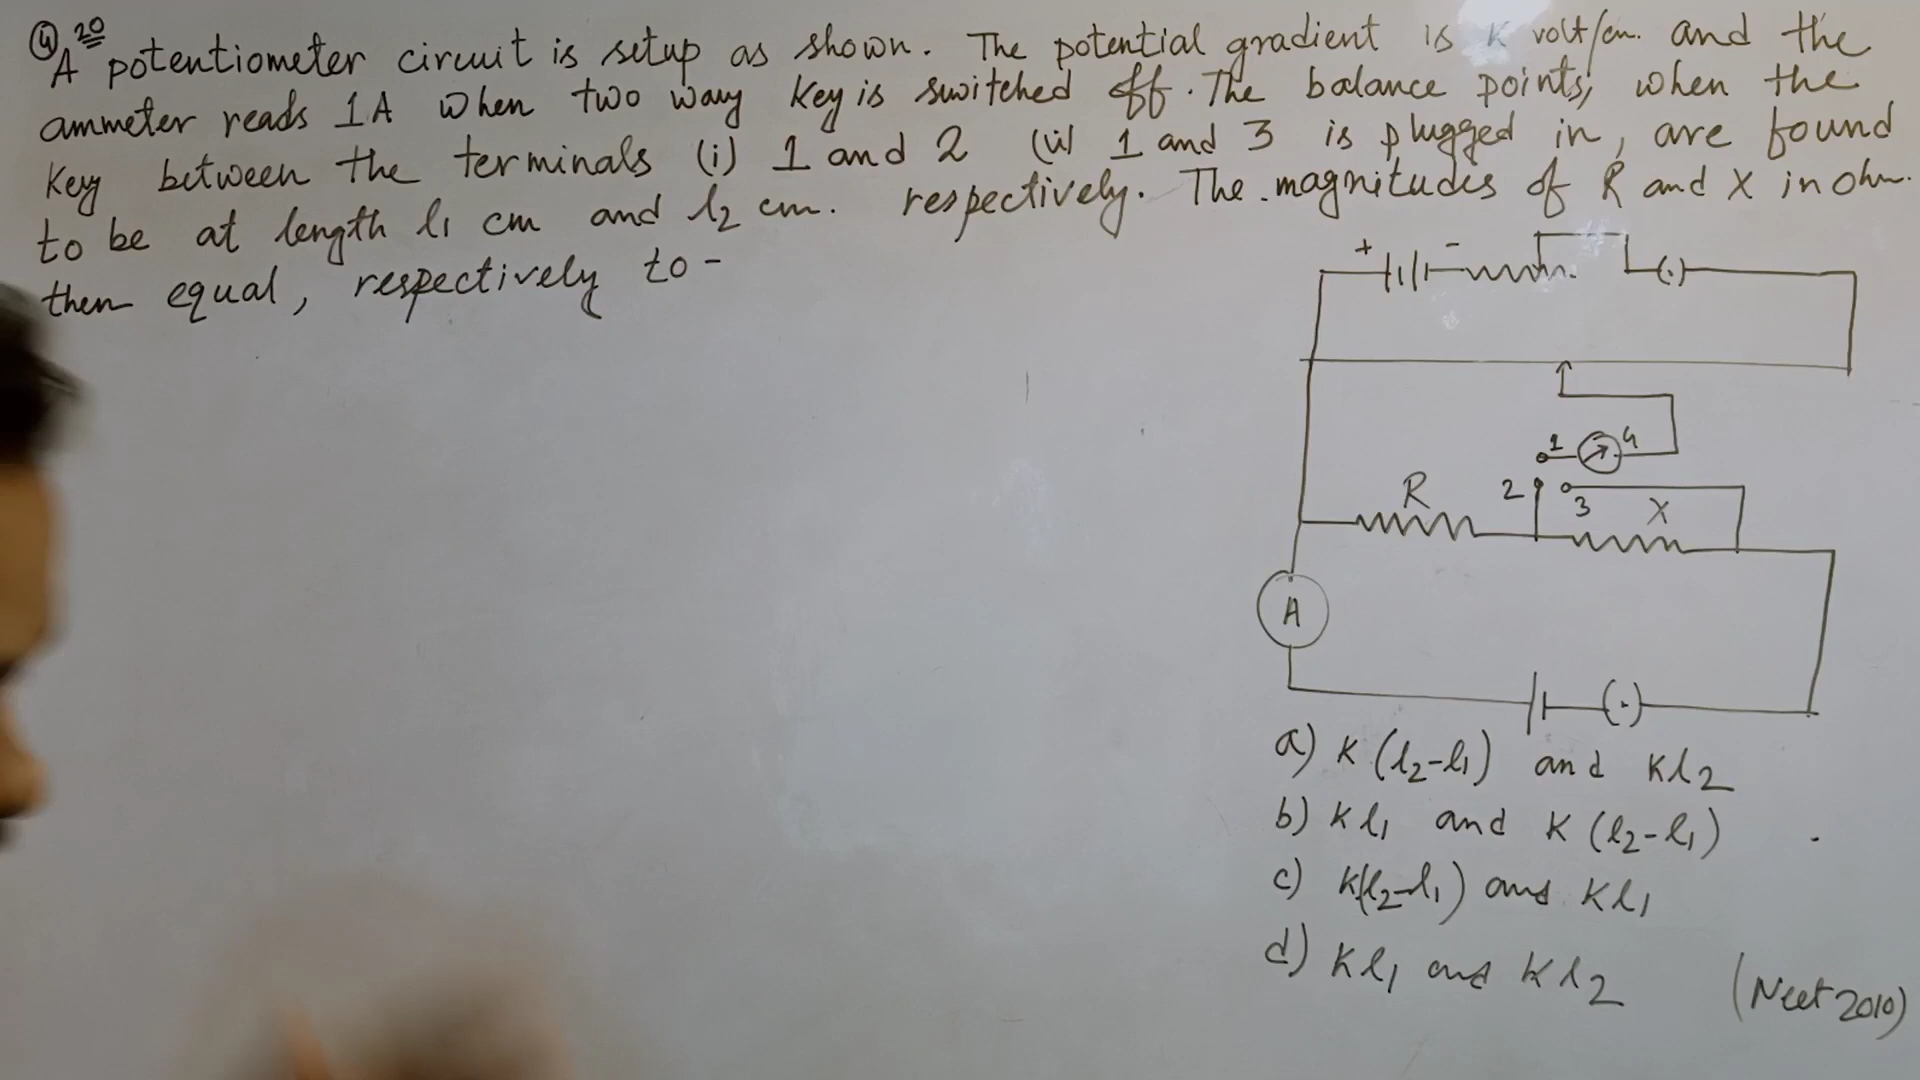 ④ 20
A potentiometer circuit is setup as shown. The potential gradient is K volt/cm. and the
ammeter reads 1A when two way key is switched off. The balance points, when the
key between the terminals (i) 1 and 2 (ii) 1 and 3 is plugged in, are found
to be at length l1 cm and l2 cm. respectively. The magnitudes of R and X in ohm.
then equal, respectively to -
+ -
1 G
R 2 3 X
A
a) K (l2-l1) and Kl2
b) Kl1 and K (l2-l1)
c) K(l2-l1) and Kl1
d) Kl1 and Kl2
(Neet 2010)